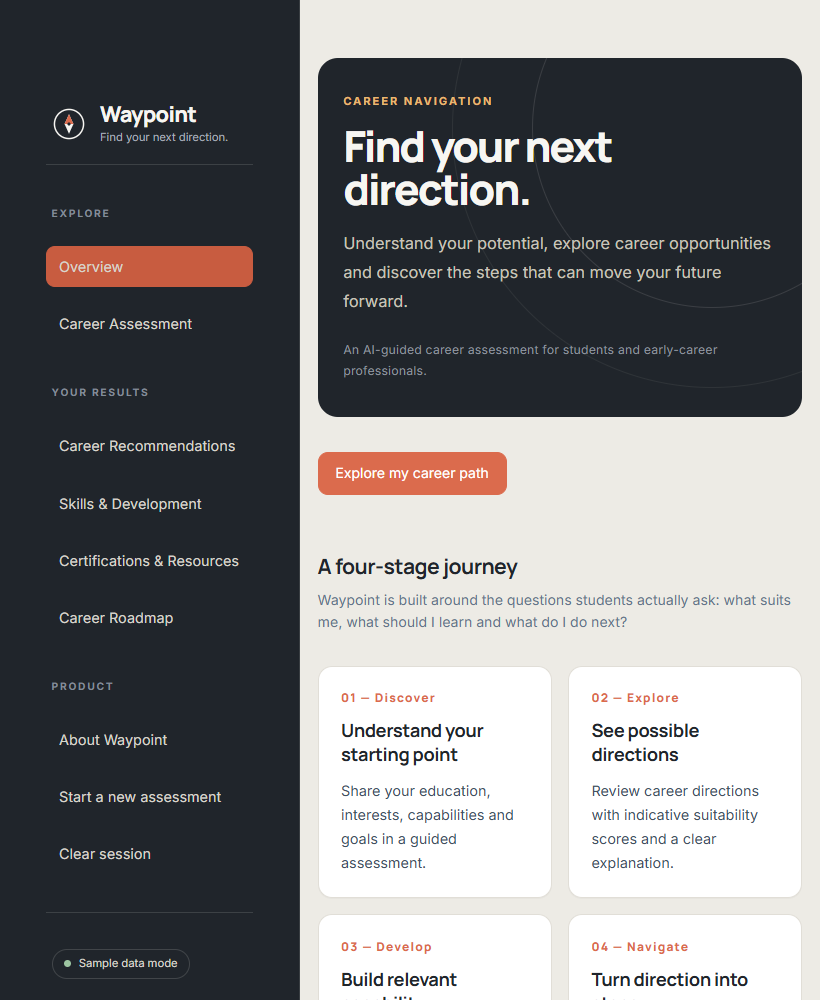 Waypoint
Find your next direction.
EXPLORE
Overview
Career Assessment
YOUR RESULTS
Career Recommendations
Skills & Development
Certifications & Resources
Career Roadmap
PRODUCT
About Waypoint
Start a new assessment
Clear session
Sample data mode
CAREER NAVIGATION
Find your next
direction.
Understand your potential, explore career opportunities
and discover the steps that can move your future
forward.
An AI-guided career assessment for students and early-career
professionals.
Explore my career path
A four-stage journey
Waypoint is built around the questions students actually ask: what suits
me, what should I learn and what do I do next?
01 — Discover
Understand your
starting point
Share your education,
interests, capabilities and
goals in a guided
assessment.
02 — Explore
See possible
directions
Review career directions
with indicative suitability
scores and a clear
explanation.
03 — Develop
Build relevant
04 — Navigate
Turn direction into